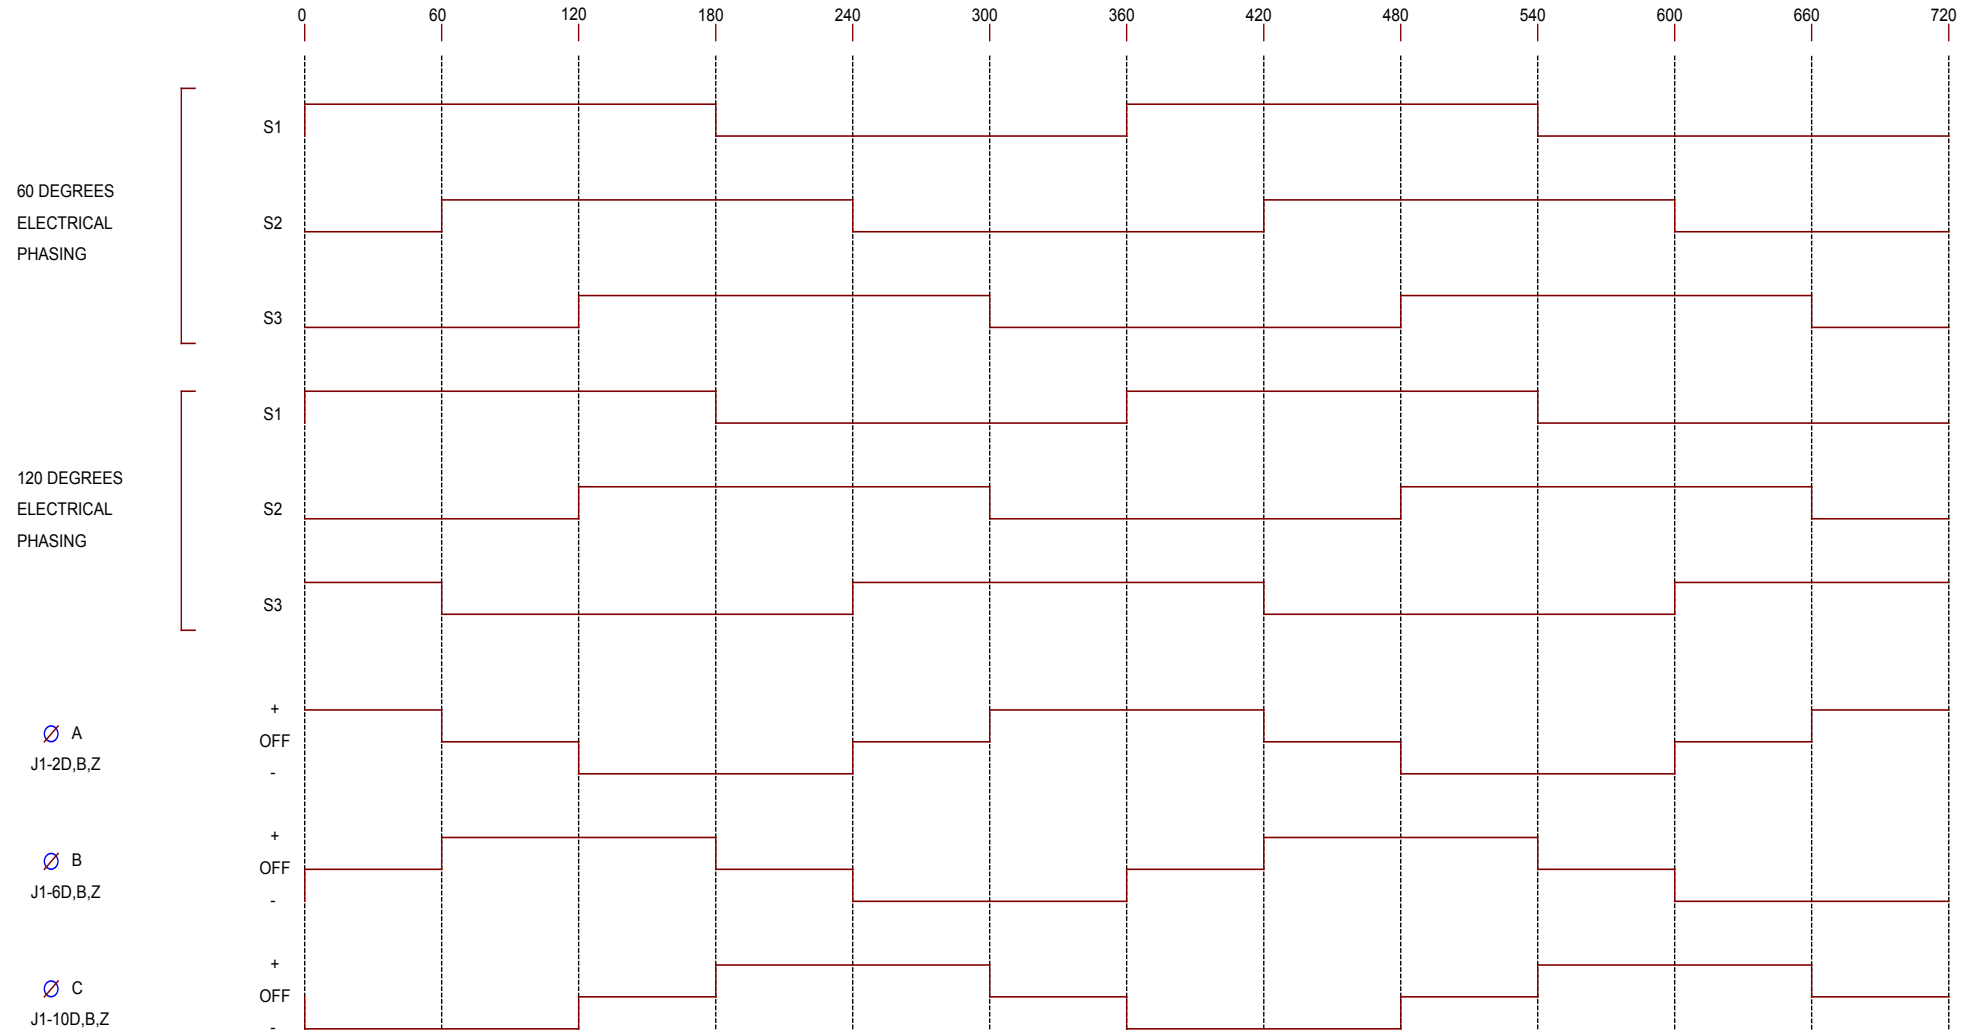 0 60 120 180 240 300 360 420 480 540 600 660 720
60 DEGREES
ELECTRICAL
PHASING
S1
S2
S3
120 DEGREES
ELECTRICAL
PHASING
S1
S2
S3
∅ A
J1-2D,B,Z
+
OFF
-
∅ B
J1-6D,B,Z
+
OFF
-
∅ C
J1-10D,B,Z
+
OFF
-